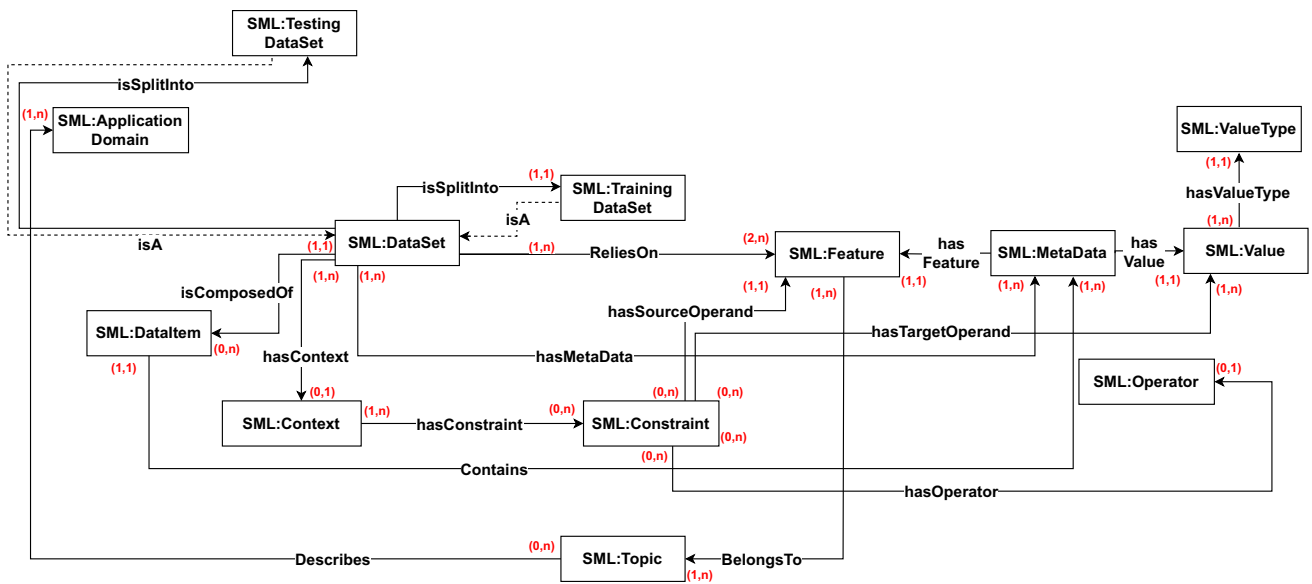 SML:Testing
DataSet
isSplitInto
(1,n)
SML:Application
Domain
SML:ValueType
(1,1)
hasValueType
(1,n)
SML:Value
(1,1)
(1,n)
isSplitInto
(1,1)
SML:Training
DataSet
isA
isA
SML:DataSet
(1,1)
(1,n)
(1,n)
(1,n)
ReliesOn
(2,n)
SML:Feature
(1,1)
(1,n)
(1,1)
has
Feature
SML:MetaData
(1,n)
(1,n)
has
Value
isComposedOf
SML:DataItem
(0,n)
(1,1)
hasContext
hasSourceOperand
hasTargetOperand
hasMetaData
(0,1)
SML:Context
(1,n)
hasConstraint
(0,n)
SML:Constraint
(0,n)
(0,n)
(0,n)
(0,n)
SML:Operator
(0,1)
Contains
hasOperator
Describes
(0,n)
SML:Topic
(1,n)
BelongsTo